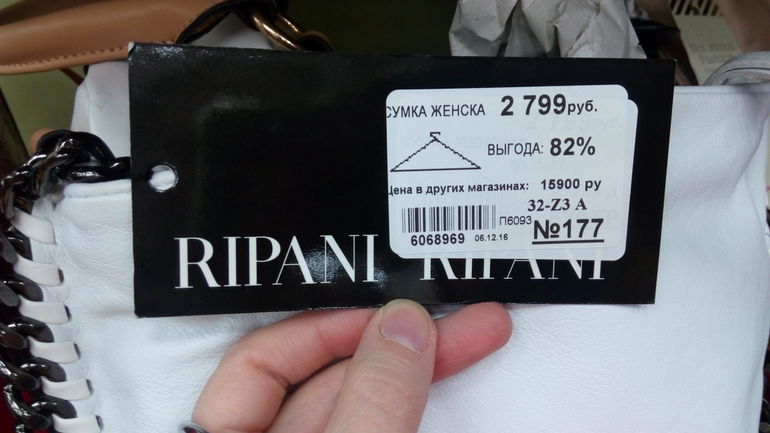 СУМКА ЖЕНСКА 2 799руб.
ВЫГОДА: 82%
Цена в других магазинах: 15900 ру
32-Z3 А
П6093
№177
6068969 06.12.16
RIPANI RIPANI